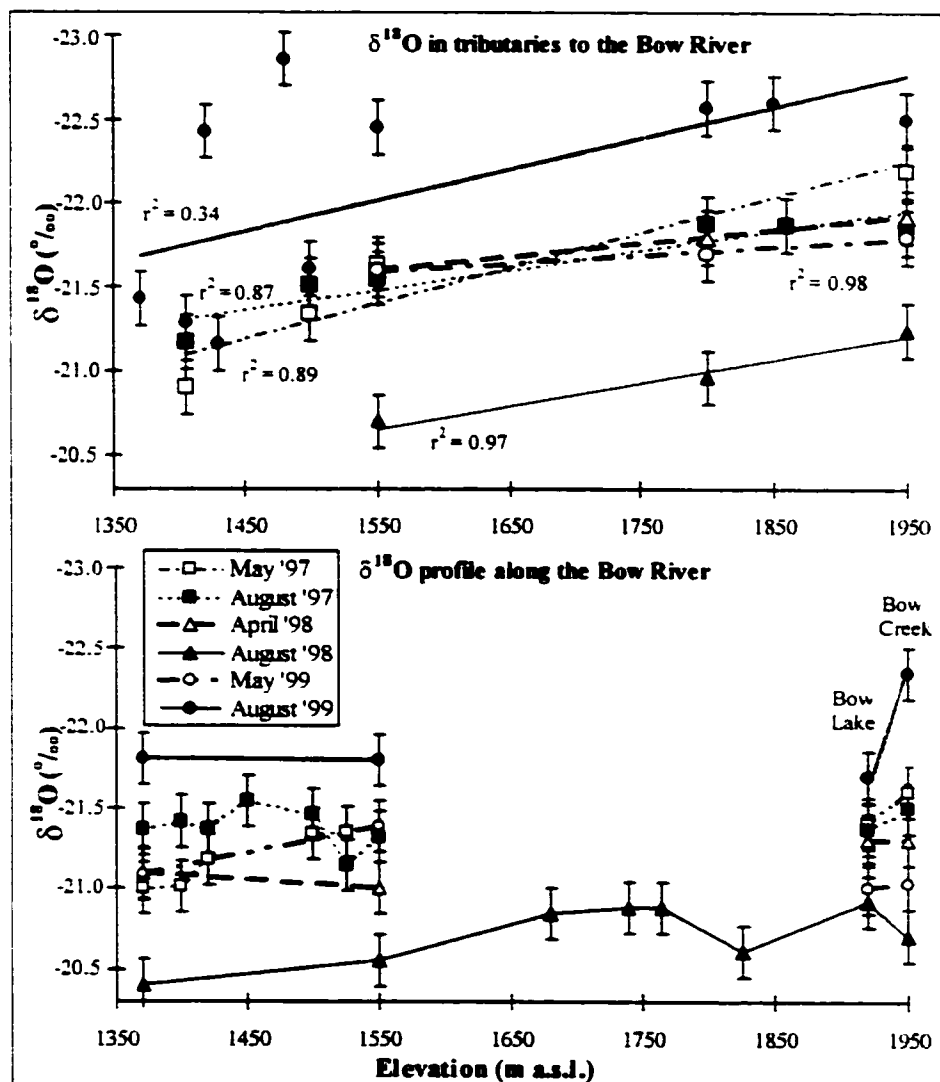 δ¹⁸O in tributaries to the Bow River
δ¹⁸O (°/₀₀)
-23.0
-22.5
-22.0
-21.5
-21.0
-20.5
r² = 0.34
r² = 0.87
r² = 0.89
r² = 0.98
r² = 0.97
1350 1450 1550 1650 1750 1850 1950
δ¹⁸O profile along the Bow River
δ¹⁸O (°/₀₀)
-23.0
-22.5
-22.0
-21.5
-21.0
-20.5
May '97
August '97
April '98
August '98
May '99
August '99
Bow
Creek
Bow
Lake
1350 1450 1550 1650 1750 1850 1950
Elevation (m a.s.l.)